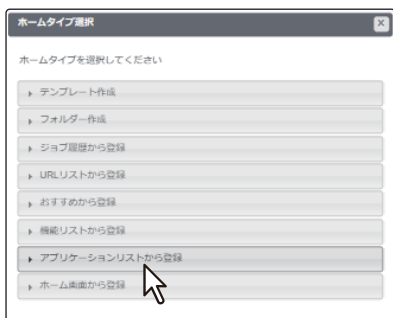 ホームタイプ選択
ホームタイプを選択してください
テンプレート作成
フォルダー作成
ジョブ履歴から登録
URLリストから登録
おすすめから登録
機能リストから登録
アプリケーションリストから登録
ホーム画面から登録